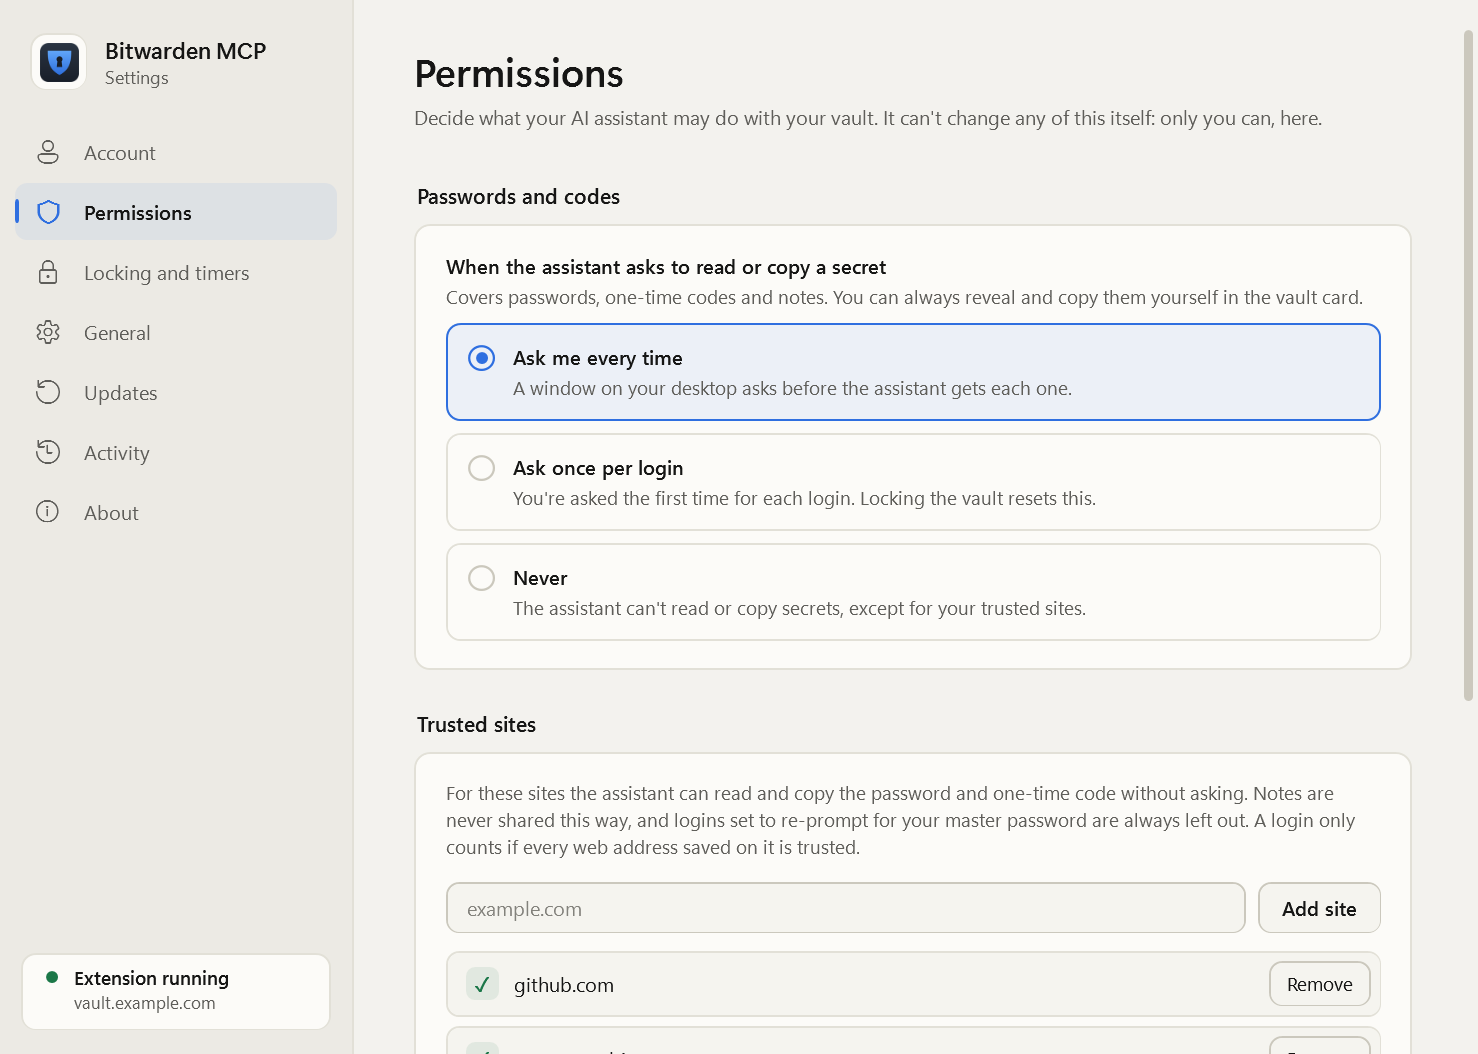 Bitwarden MCP
Settings
Account
Permissions
Locking and timers
General
Updates
Activity
About
Extension running
vault.example.com
Permissions
Decide what your AI assistant may do with your vault. It can't change any of this itself: only you can, here.
Passwords and codes
When the assistant asks to read or copy a secret
Covers passwords, one-time codes and notes. You can always reveal and copy them yourself in the vault card.
Ask me every time
A window on your desktop asks before the assistant gets each one.
Ask once per login
You're asked the first time for each login. Locking the vault resets this.
Never
The assistant can't read or copy secrets, except for your trusted sites.
Trusted sites
For these sites the assistant can read and copy the password and one-time code without asking. Notes are
never shared this way, and logins set to re-prompt for your master password are always left out. A login only
counts if every web address saved on it is trusted.
example.com
Add site
github.com
Remove